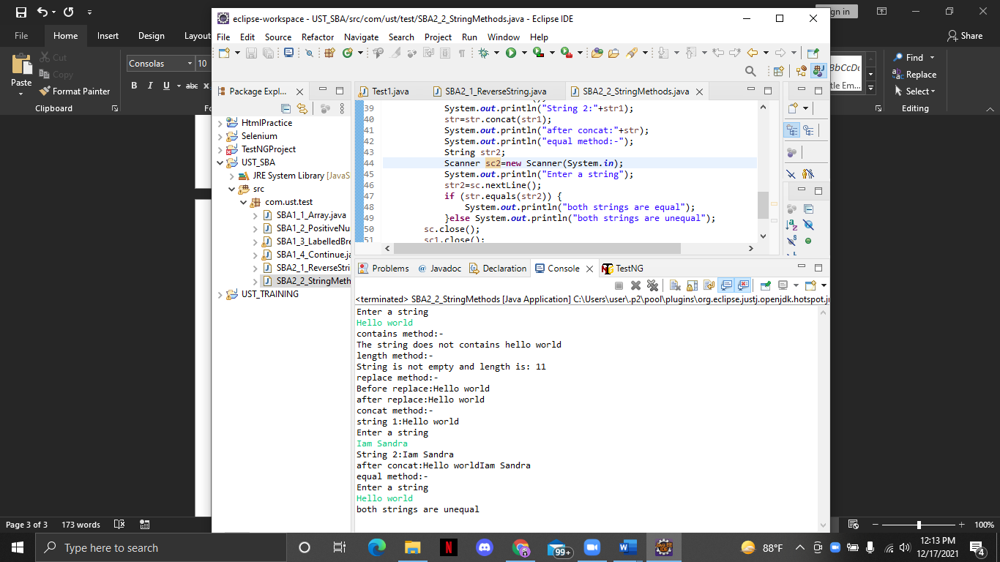 eclipse-workspace - UST_SBA/src/com/ust/test/SBA2_2_StringMethods.java - Eclipse IDE
gn in
File Home Insert Design Layout
Share
File Edit Source Refactor Navigate Search Project Run Window Help
Cut
Copy
Paste
Format Painter
Clipboard
Consolas 10
B I U abc x
Find
Replace
Select
Editing
BbCcDc
tle Em...
Package Expl...
Test1.java SBA2_1_ReverseString.java SBA2_2_StringMethods.java
HtmlPractice
Selenium
TestNGProject
UST_SBA
JRE System Library [JavaS
src
com.ust.test
SBA1_1_Array.java
SBA1_2_PositiveNu
SBA1_3_LabelledBre
SBA1_4_Continue.ja
SBA2_1_ReverseStri
SBA2_2_StringMeth
UST_TRAINING
39 System.out.println("String 2:"+str1);
40 str=str.concat(str1);
41 System.out.println("after concat:"+str);
42 System.out.println("equal method:-");
43 String str2;
44 Scanner sc2=new Scanner(System.in);
45 System.out.println("Enter a string");
46 str2=sc.nextLine();
47 if (str.equals(str2)) {
48 System.out.println("both strings are equal");
49 }else System.out.println("both strings are unequal");
50 sc.close();
51 sc1.close();
Problems @ Javadoc Declaration Console TestNG
<terminated> SBA2_2_StringMethods [Java Application] C:\Users\user\.p2\pool\plugins\org.eclipse.justj.openjdk.hotspot.jr
Enter a string
Hello world
contains method:-
The string does not contains hello world
length method:-
String is not empty and length is: 11
replace method:-
Before replace:Hello world
after replace:Hello world
concat method:-
string 1:Hello world
Enter a string
Iam Sandra
String 2:Iam Sandra
after concat:Hello worldIam Sandra
equal method:-
Enter a string
Hello world
both strings are unequal
Page 3 of 3 173 words
100%
Type here to search
99+
88°F
12:13 PM
12/17/2021
4